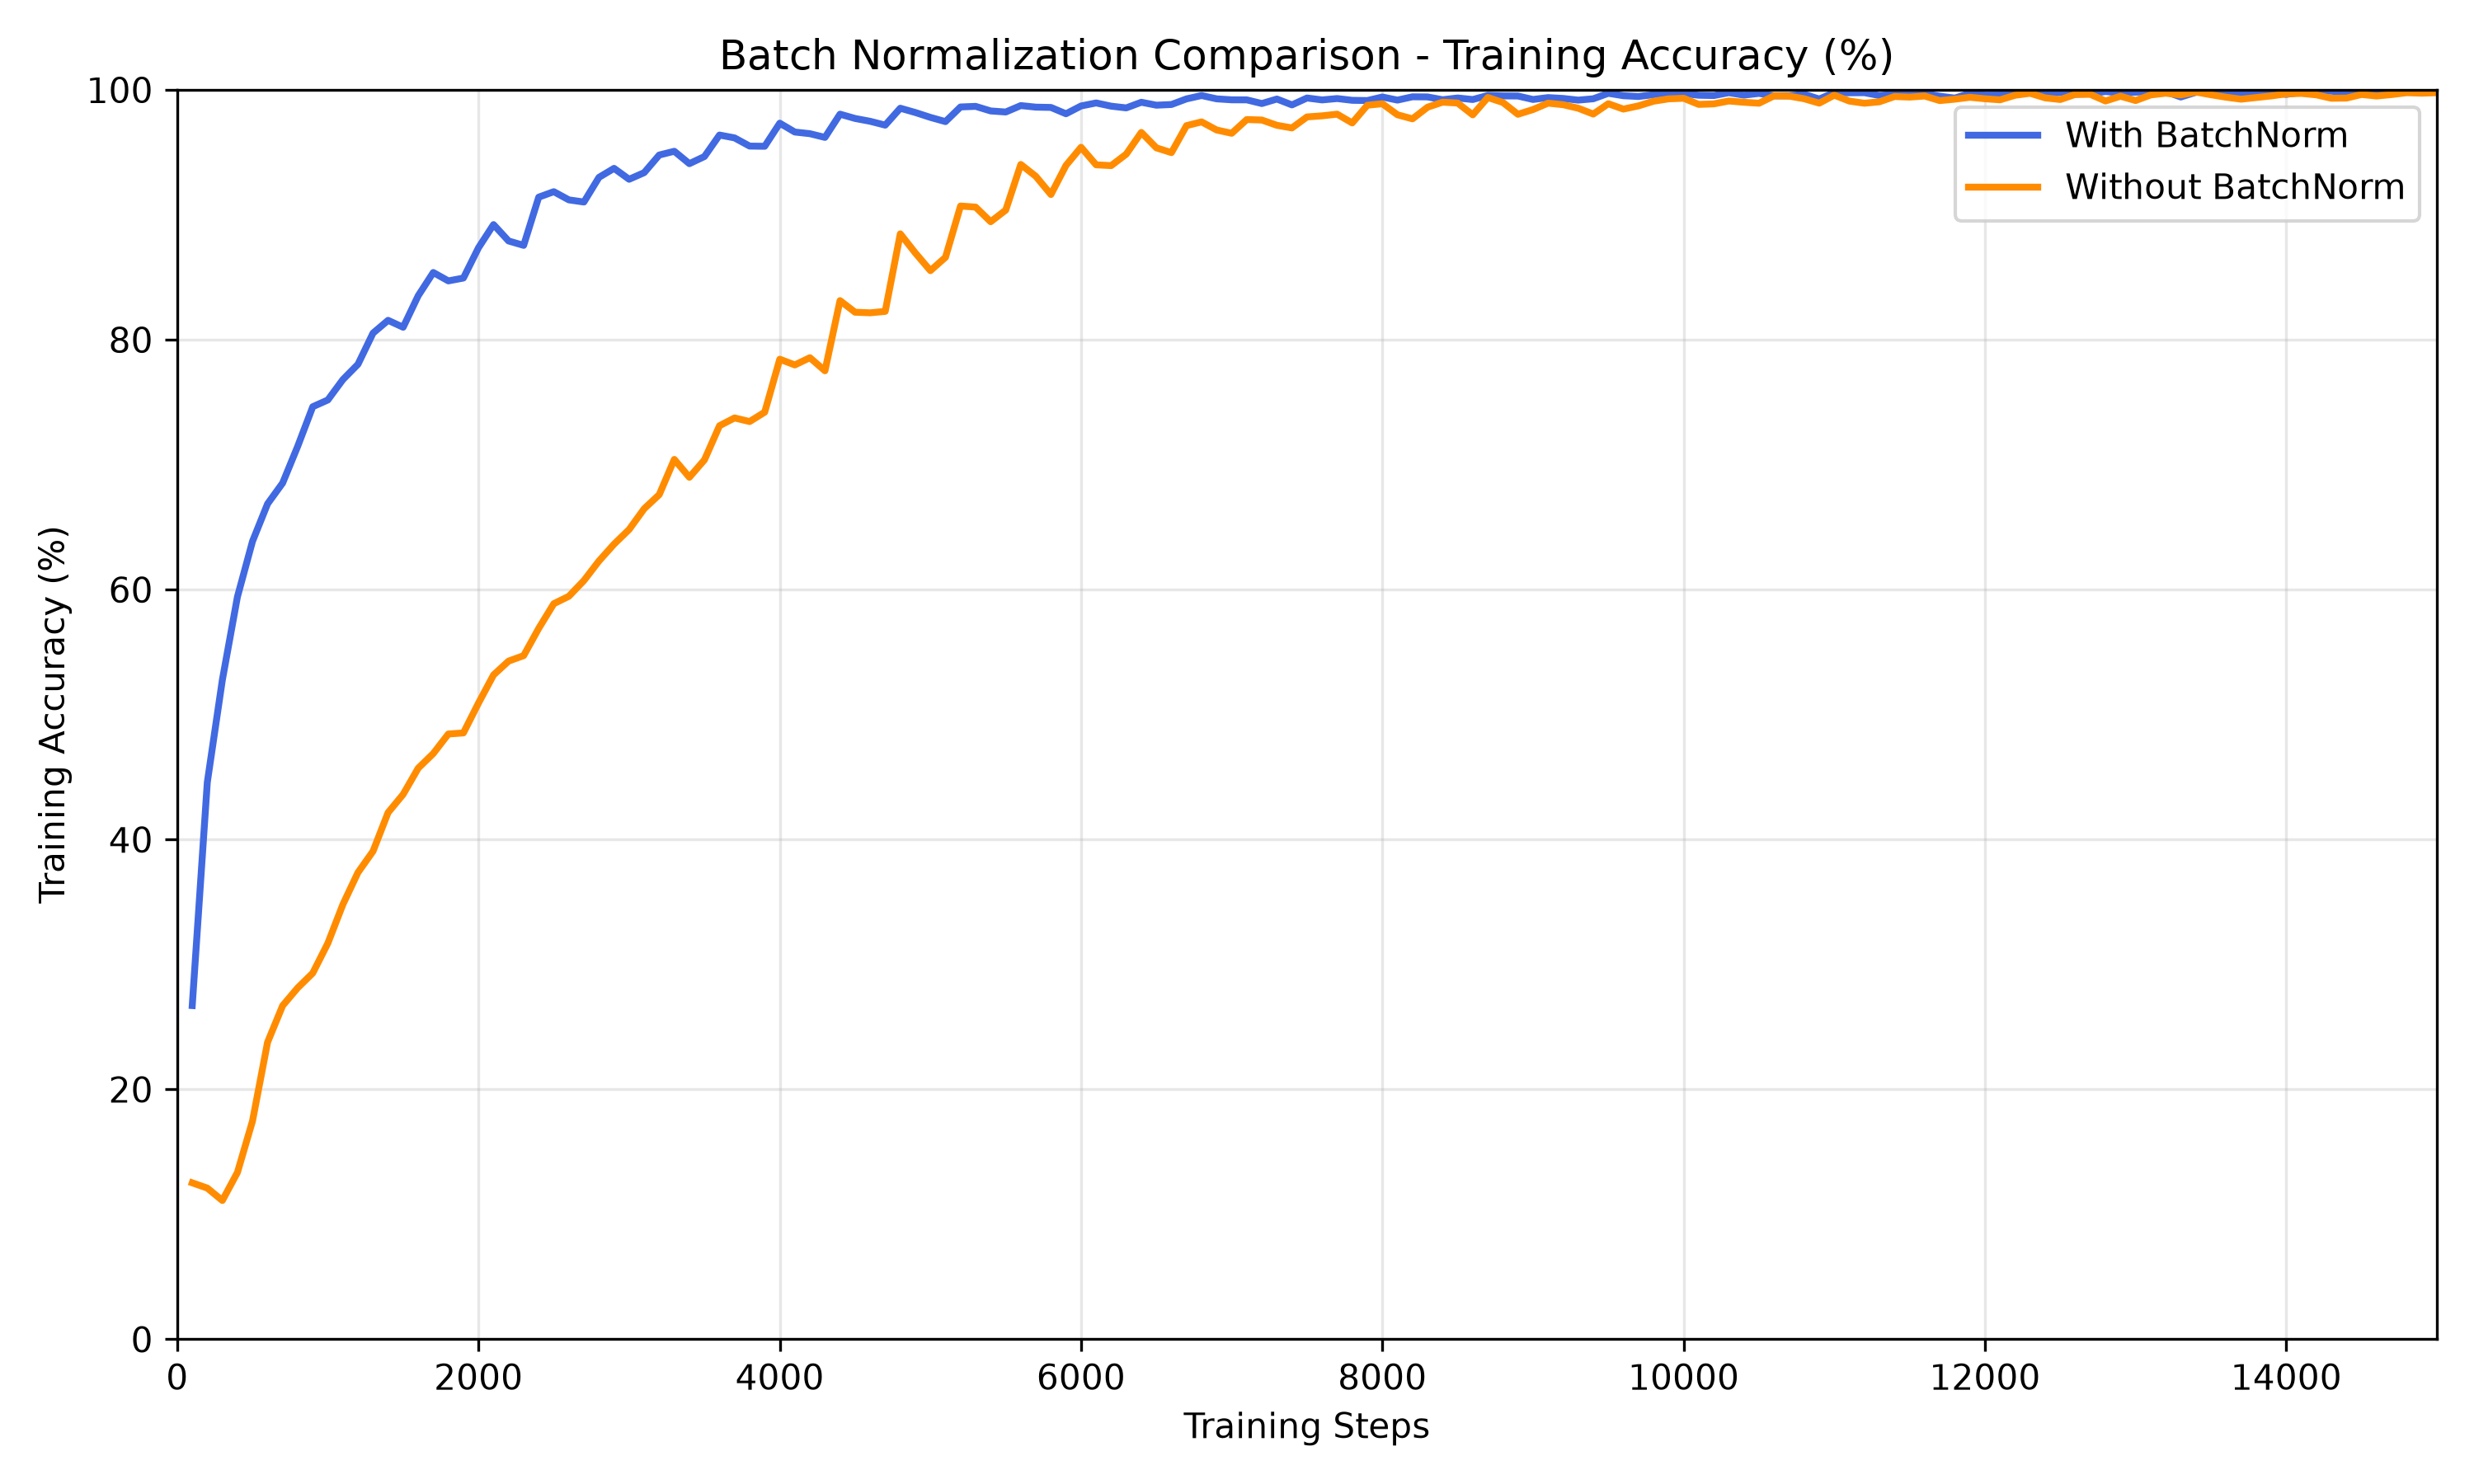 Batch Normalization Comparison - Training Accuracy (%)
100
80
60
40
20
0
Training Accuracy (%)
With BatchNorm
Without BatchNorm
0 2000 4000 6000 8000 10000 12000 14000
Training Steps